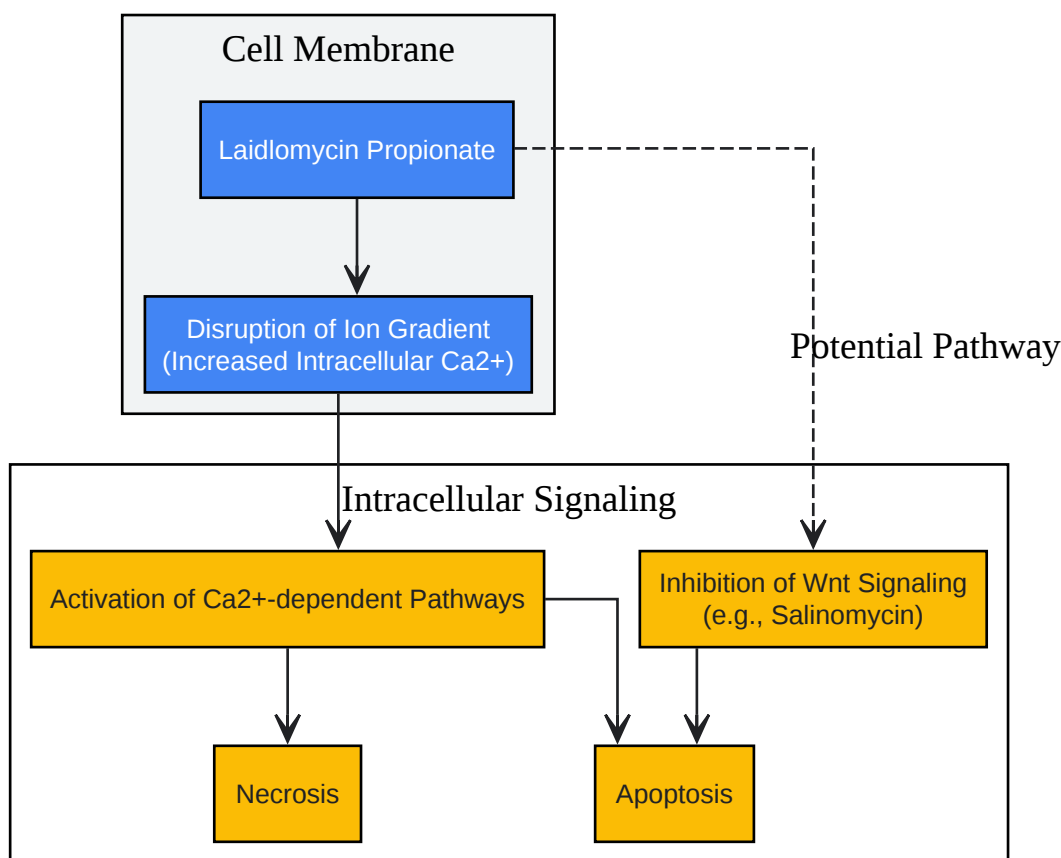 Cell Membrane
Laidlomycin Propionate
Disruption of Ion Gradient
(Increased Intracellular Ca2+)
Potential Pathway
Intracellular Signaling
Activation of Ca2+-dependent Pathways
Inhibition of Wnt Signaling
(e.g., Salinomycin)
Necrosis
Apoptosis